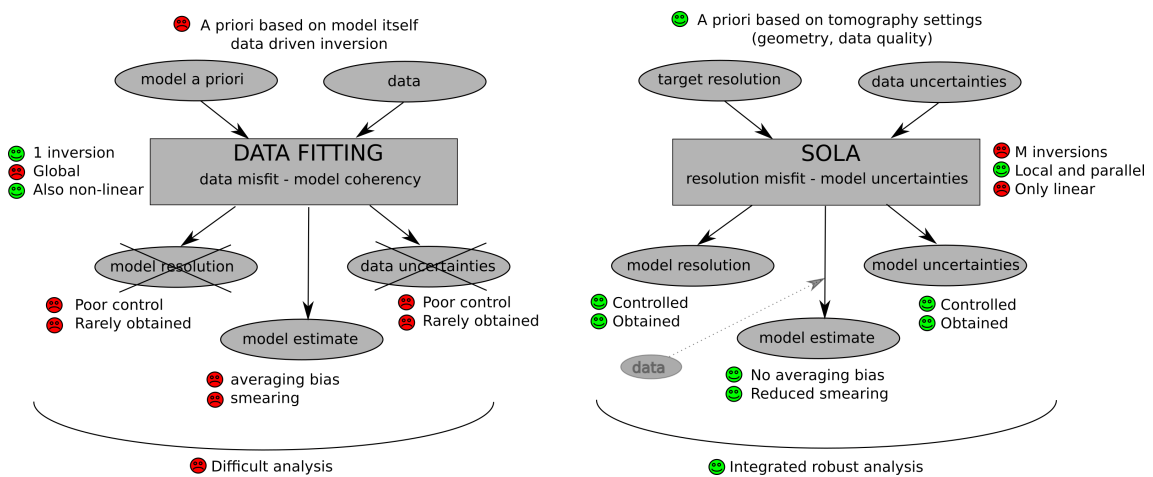 A priori based on model itself
data driven inversion
model a priori
data
1 inversion
Global
Also non-linear
DATA FITTING
data misfit - model coherency
model resolution
data uncertainties
Poor control
Rarely obtained
Poor control
Rarely obtained
model estimate
averaging bias
smearing
Difficult analysis
A priori based on tomography settings
(geometry, data quality)
target resolution
data uncertainties
SOLA
resolution misfit - model uncertainties
M inversions
Local and parallel
Only linear
model resolution
model uncertainties
Controlled
Obtained
Controlled
Obtained
data
model estimate
No averaging bias
Reduced smearing
Integrated robust analysis